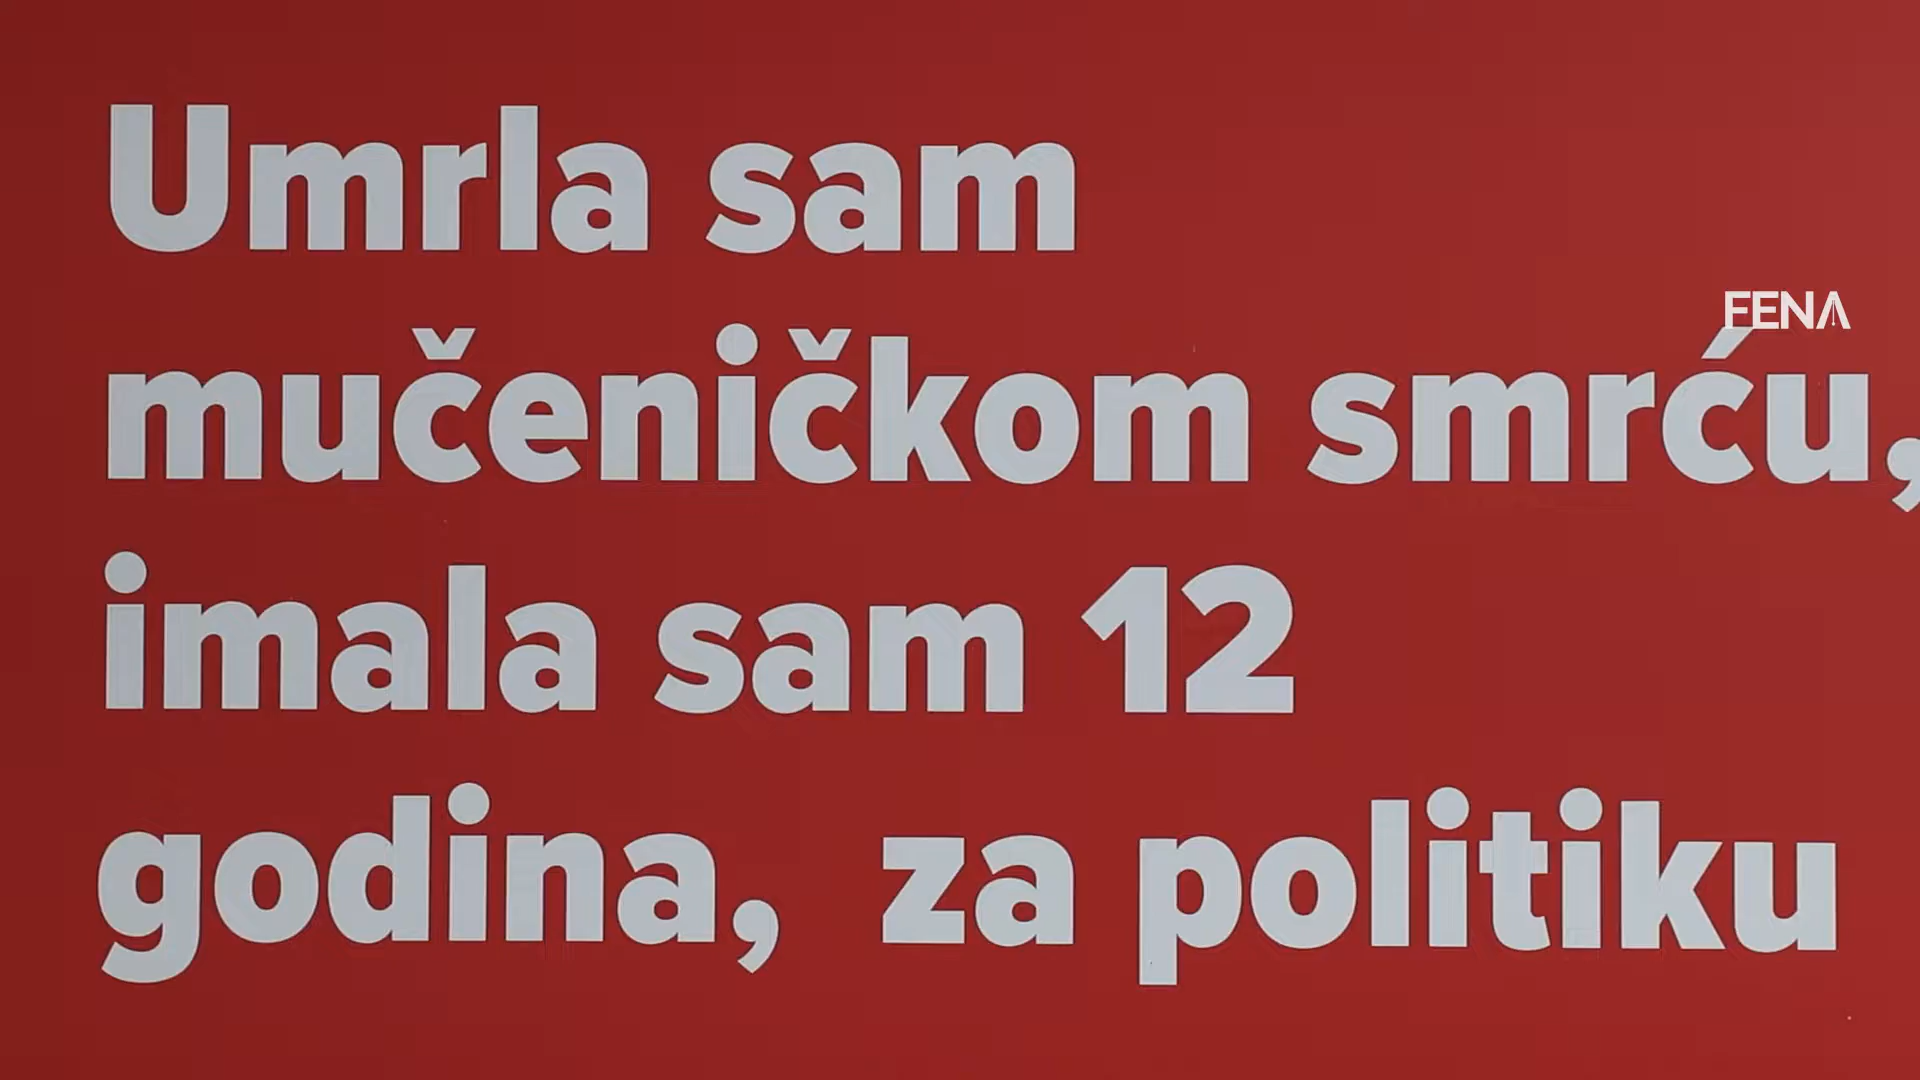 Umrla sam
FENA
mučeničkom smrću,
imala sam 12
godina, za politiku